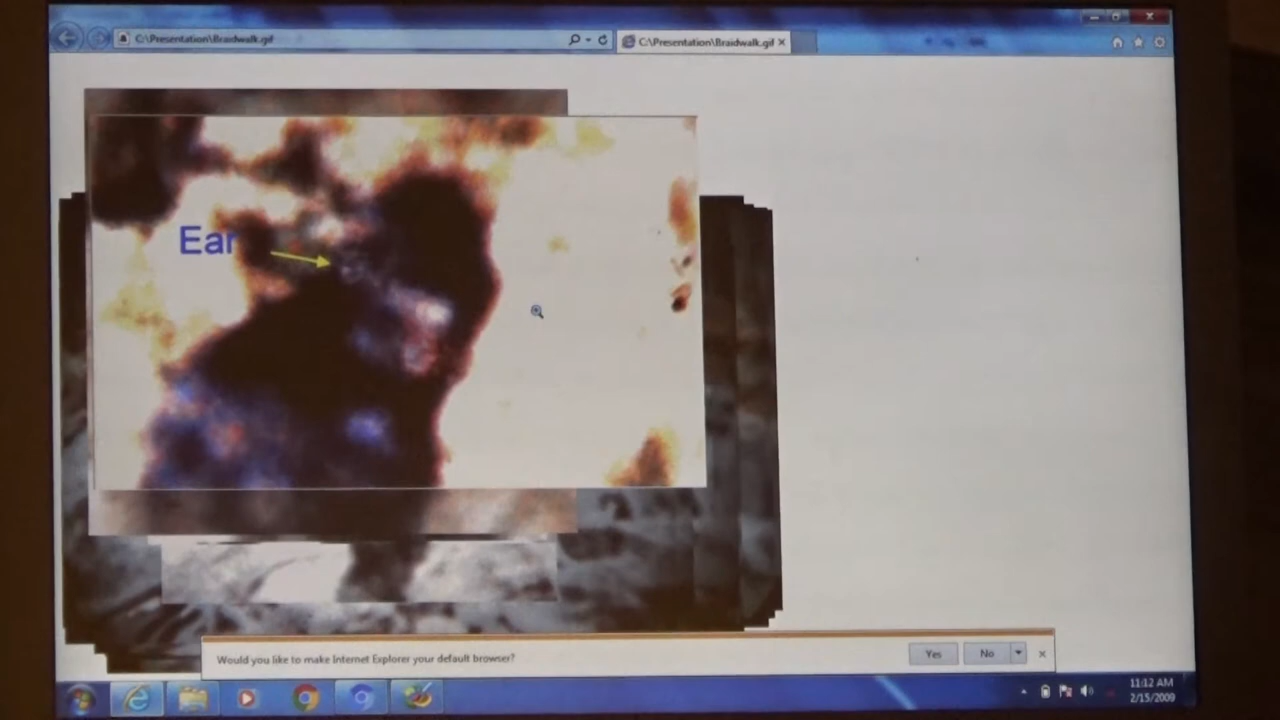 C:\Presentation\Braidwalk.gif
C:\Presentation\Braidwalk.gif
Ear
Would you like to make Internet Explorer your default browser?
Yes
No
11:12 AM
2/15/2009